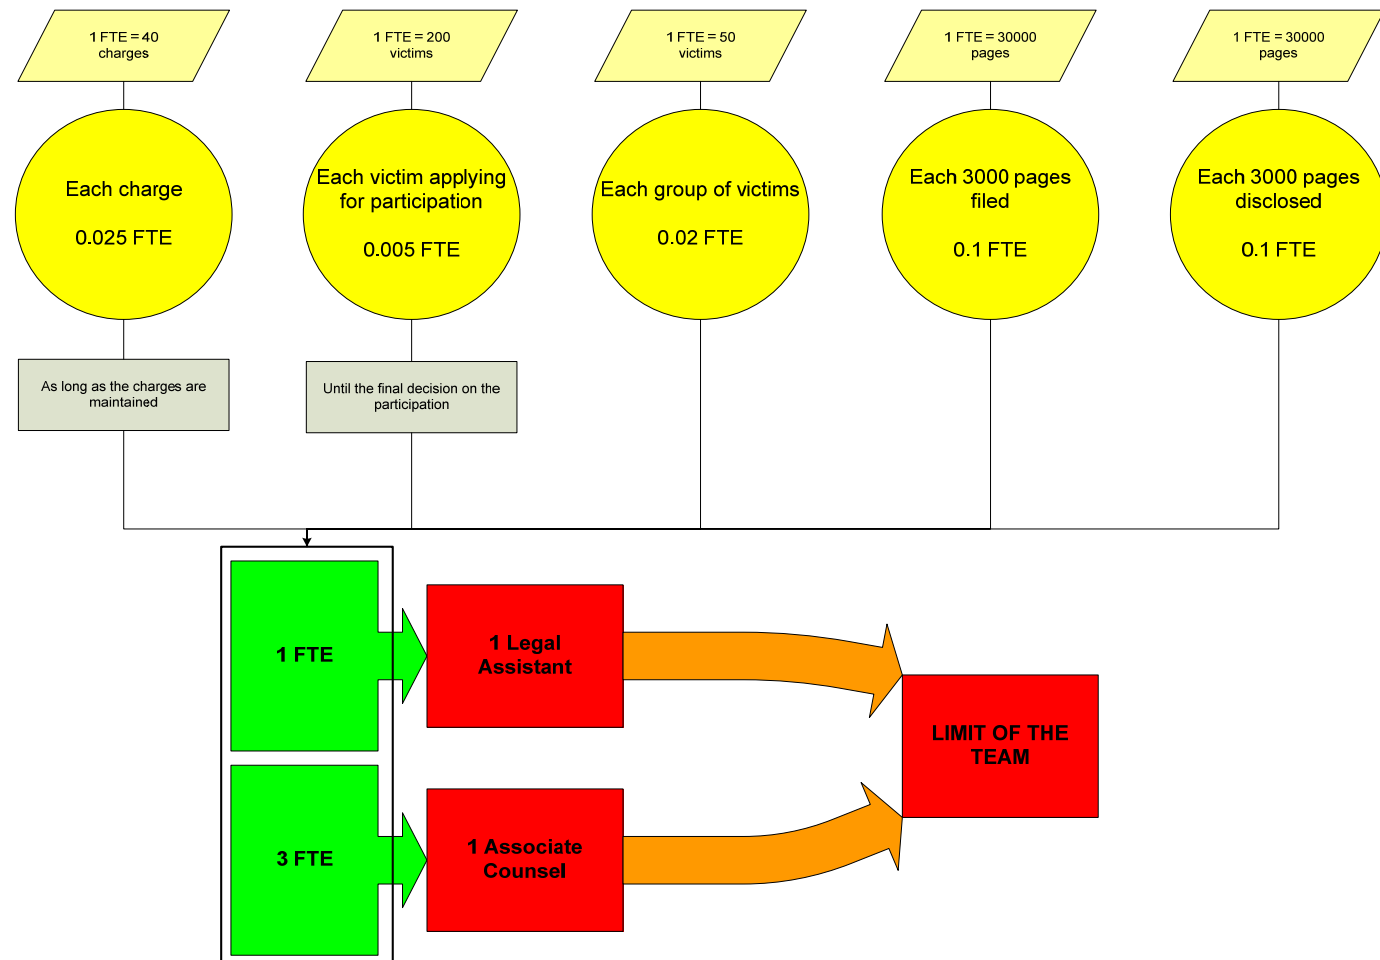 1 FTE = 40
charges
1 FTE = 200
victims
1 FTE = 50
victims
1 FTE = 30000
pages
1 FTE = 30000
pages
Each charge
0.025 FTE
Each victim applying
for participation
0.005 FTE
Each group of victims
0.02 FTE
Each 3000 pages
filed
0.1 FTE
Each 3000 pages
disclosed
0.1 FTE
As long as the charges are
maintained
Until the final decision on the
participation
1 FTE
1 Legal
Assistant
LIMIT OF THE
TEAM
3 FTE
1 Associate
Counsel